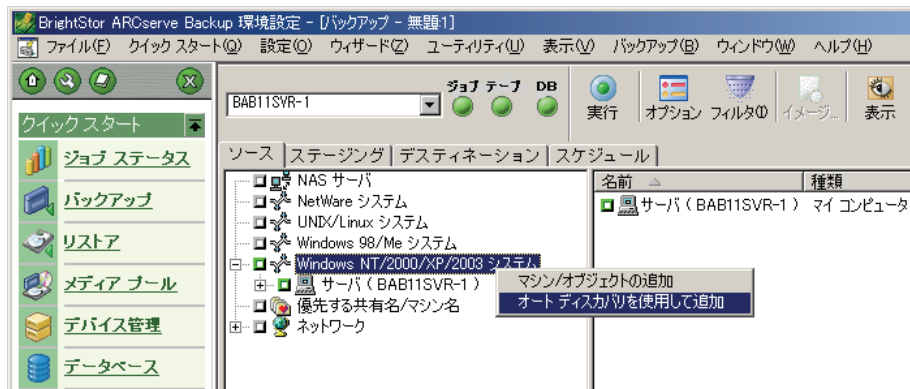 BrightStor ARCserve Backup 環境設定 - [バックアップ - 無題:1]
ファイル(F) クイック スタート(Q) 設定(O) ウィザード(Z) ユーティリティ(U) 表示(V) バックアップ(B) ウィンドウ(W) ヘルプ(H)
クイック スタート
ジョブ ステータス
バックアップ
リストア
メディア プール
デバイス管理
データベース
BAB11SVR-1
ジョブ テープ DB
実行 オプション フィルタ(I) イメージ... 表示
ソース ステージング デスティネーション スケジュール
NAS サーバ
NetWare システム
UNIX/Linux システム
Windows 98/Me システム
Windows NT/2000/XP/2003 システム
サーバ ( BAB11SVR-1 )
優先する共有名/マシン名
ネットワーク
マシン/オブジェクトの追加
オート ディスカバリを使用して追加
名前 種類
サーバ ( BAB11SVR-1 ) マイ コンピュータ